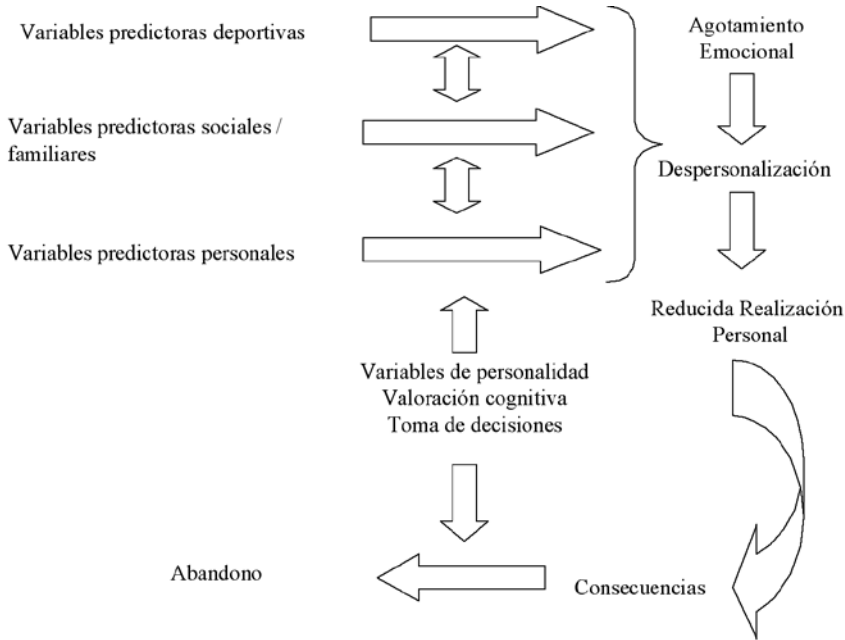 Variables predictoras deportivas
Agotamiento
Emocional
Variables predictoras sociales /
familiares
Despersonalización
Variables predictoras personales
Reducida Realización
Personal
Variables de personalidad
Valoración cognitiva
Toma de decisiones
Abandono
Consecuencias